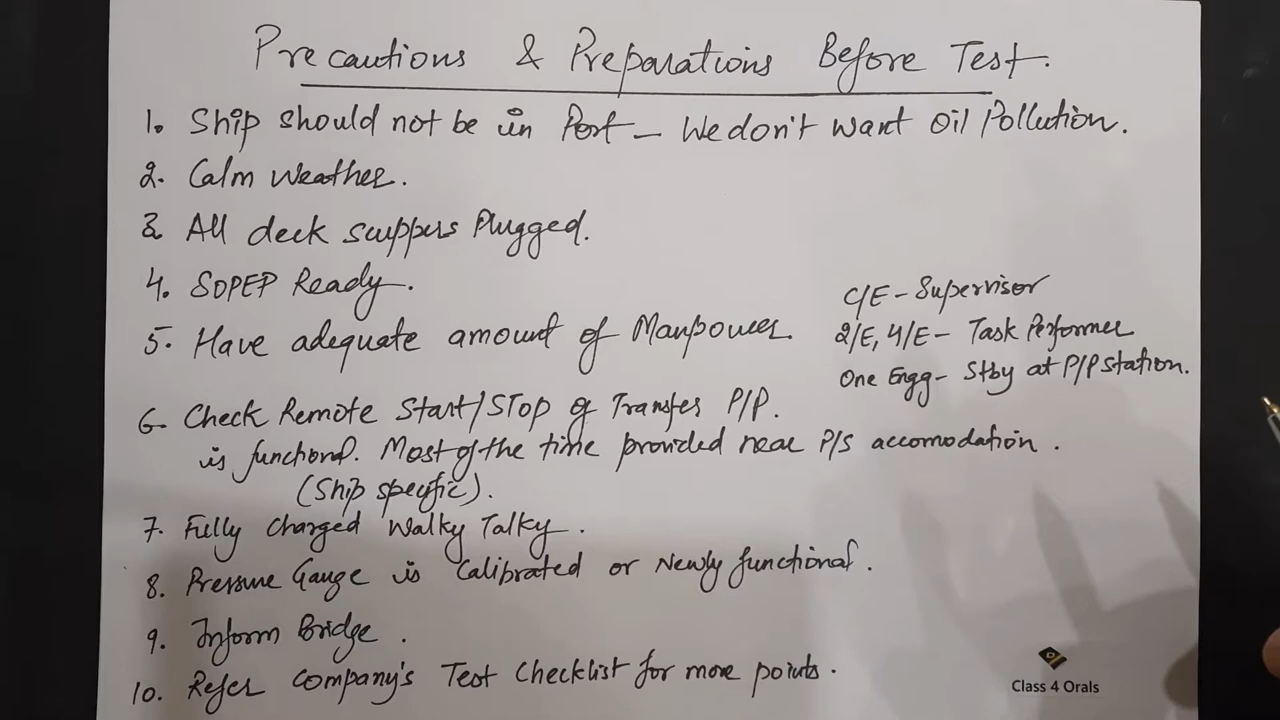 Precautions & Preparations Before Test.
1. Ship should not be in Port - We don't want Oil Pollution.
2. Calm Weather.
3 All deck scuppers Plugged.
4. SOPEP Ready.
5. Have adequate amount of Manpower.
C/E - Supervisor
2/E, 4/E - Task Performer
One Engg - Stby at P/P Station.
6. Check Remote Start/STop of Transfer P/P.
is functional. Most of the time provided near P/S accomodation.
(Ship specific).
7. Fully Charged Walky Talky.
8. Pressure Gauge is Calibrated or Newly functional.
9. Inform Bridge.
10. Refer Company's Test Checklist for more points.
Class 4 Orals